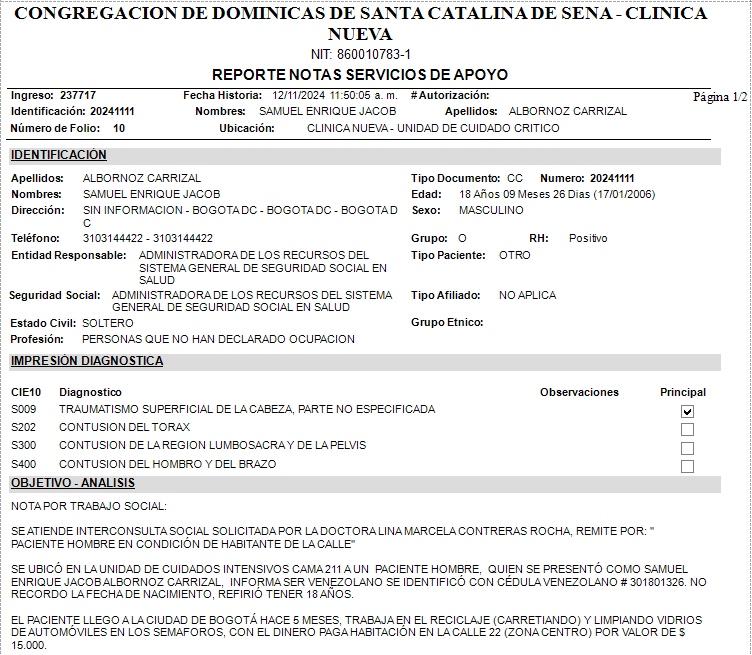 CONGREGACION DE DOMINICAS DE SANTA CATALINA DE SENA - CLINICA
NUEVA
NIT: 860010783-1
REPORTE NOTAS SERVICIOS DE APOYO
Ingreso: 237717 Fecha Historia: 12/11/2024 11:50:05 a. m. # Autorización: Página 1/2
Identificación: 20241111 Nombres: SAMUEL ENRIQUE JACOB Apellidos: ALBORNOZ CARRIZAL
Número de Folio: 10 Ubicación: CLINICA NUEVA - UNIDAD DE CUIDADO CRITICO
IDENTIFICACIÓN
Apellidos: ALBORNOZ CARRIZAL Tipo Documento: CC Numero: 20241111
Nombres: SAMUEL ENRIQUE JACOB Edad: 18 Años 09 Meses 26 Dias (17/01/2006)
Dirección: SIN INFORMACION - BOGOTA DC - BOGOTA DC - BOGOTA D Sexo: MASCULINO
C
Teléfono: 3103144422 - 3103144422 Grupo: O RH: Positivo
Entidad Responsable: ADMINISTRADORA DE LOS RECURSOS DEL Tipo Paciente: OTRO
SISTEMA GENERAL DE SEGURIDAD SOCIAL EN
SALUD
Seguridad Social: ADMINISTRADORA DE LOS RECURSOS DEL SISTEMA Tipo Afiliado: NO APLICA
GENERAL DE SEGURIDAD SOCIAL EN SALUD
Estado Civil: SOLTERO Grupo Etnico:
Profesión: PERSONAS QUE NO HAN DECLARADO OCUPACION
IMPRESIÓN DIAGNOSTICA
CIE10 Diagnostico Observaciones Principal
S009 TRAUMATISMO SUPERFICIAL DE LA CABEZA, PARTE NO ESPECIFICADA
S202 CONTUSION DEL TORAX
S300 CONTUSION DE LA REGION LUMBOSACRA Y DE LA PELVIS
S400 CONTUSION DEL HOMBRO Y DEL BRAZO
OBJETIVO - ANALISIS
NOTA POR TRABAJO SOCIAL:
SE ATIENDE INTERCONSULTA SOCIAL SOLICITADA POR LA DOCTORA LINA MARCELA CONTRERAS ROCHA, REMITE POR: "
PACIENTE HOMBRE EN CONDICIÓN DE HABITANTE DE LA CALLE"
SE UBICÓ EN LA UNIDAD DE CUIDADOS INTENSIVOS CAMA 211 A UN PACIENTE HOMBRE, QUIEN SE PRESENTÓ COMO SAMUEL
ENRIQUE JACOB ALBORNOZ CARRIZAL, INFORMA SER VENEZOLANO SE IDENTIFICÓ CON CÉDULA VENEZOLANO # 301801326. NO
RECORDO LA FECHA DE NACIMIENTO, REFIRIÓ TENER 18 AÑOS.
EL PACIENTE LLEGO A LA CIUDAD DE BOGOTÁ HACE 5 MESES, TRABAJA EN EL RECICLAJE (CARRETIANDO) Y LIMPIANDO VIDRIOS
DE AUTOMÓVILES EN LOS SEMAFOROS, CON EL DINERO PAGA HABITACIÓN EN LA CALLE 22 (ZONA CENTRO) POR VALOR DE $
15.000.